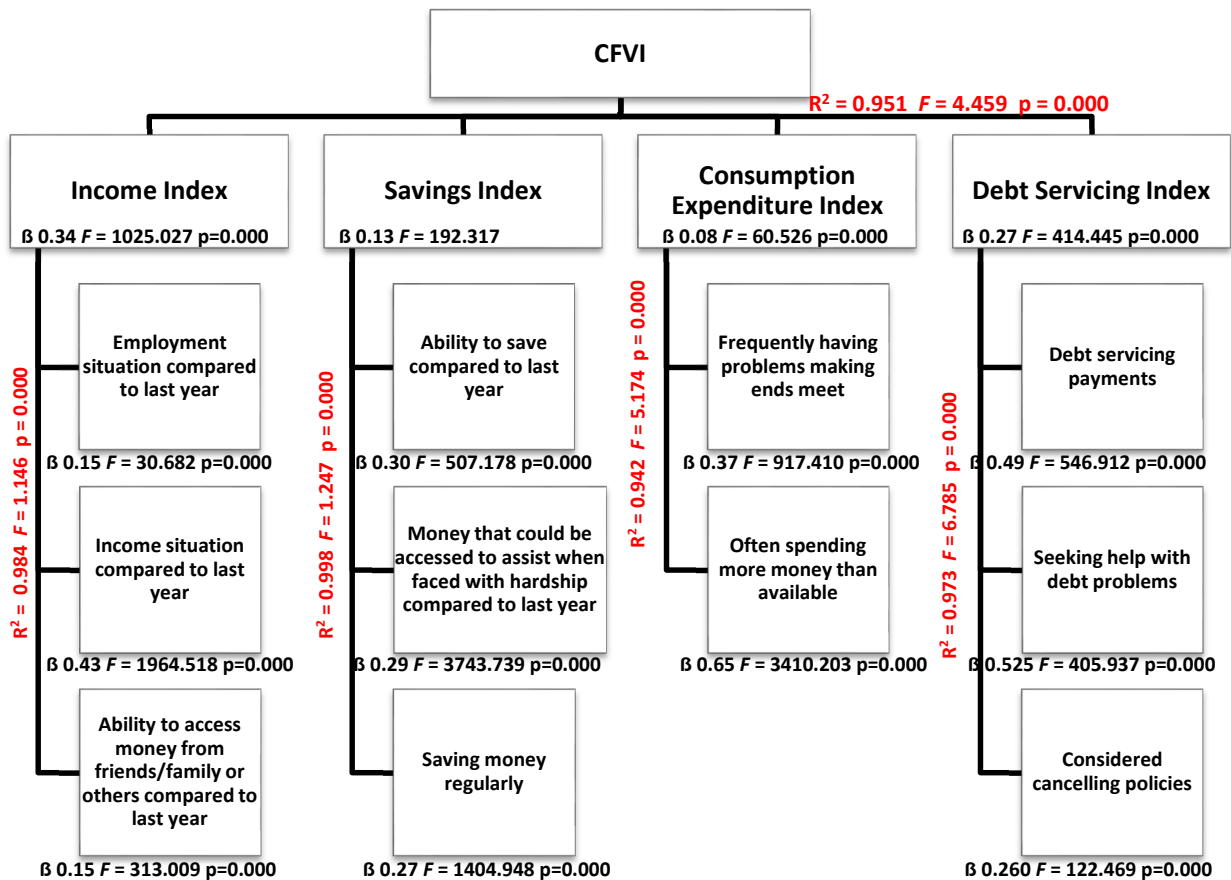 CFVI
R² = 0.951 F = 4.459 p = 0.000
Income Index
ß 0.34 F = 1025.027 p=0.000
Savings Index
ß 0.13 F = 192.317
Consumption
Expenditure Index
ß 0.08 F = 60.526 p=0.000
Debt Servicing Index
ß 0.27 F = 414.445 p=0.000
R² = 0.984 F = 1.146 p=0.000
Employment
situation compared
to last year
ß 0.15 F = 30.682 p=0.000
Income situation
compared to last
year
ß 0.43 F = 1964.518 p=0.000
Ability to access
money from
friends/family or
others compared to
last year
ß 0.15 F = 313.009 p=0.000
R² = 0.998 F = 1.247 p = 0.000
Ability to save
compared to last
year
ß 0.30 F = 507.178 p=0.000
Money that could be
accessed to assist when
faced with hardship
compared to last year
ß 0.29 F = 3743.739 p=0.000
Saving money
regularly
ß 0.27 F = 1404.948 p=0.000
R² = 0.942 F = 5.174 p = 0.000
Frequently having
problems making
ends meet
ß 0.37 F = 917.410 p=0.000
Often spending
more money than
available
ß 0.65 F = 3410.203 p=0.000
R² = 0.973 F = 6.785 p = 0.000
Debt servicing
payments
ß 0.49 F = 546.912 p=0.000
Seeking help with
debt problems
ß 0.525 F = 405.937 p=0.000
Considered
cancelling policies
ß 0.260 F = 122.469 p=0.000